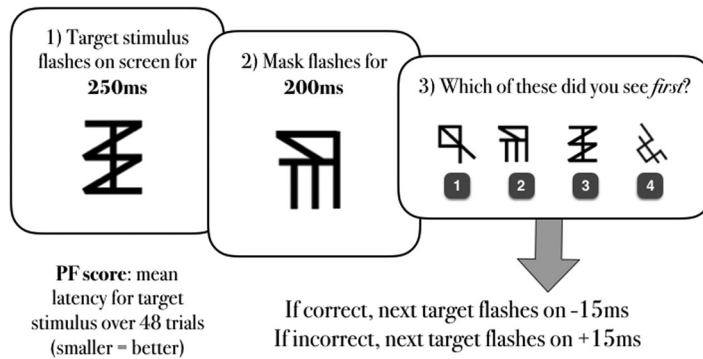 1) Target stimulus
flashes on screen for
250ms
2) Mask flashes for
200ms
3) Which of these did you see first?
1
2
3
4
PF score: mean
latency for target
stimulus over 48 trials
(smaller = better)
If correct, next target flashes on -15ms
If incorrect, next target flashes on +15ms